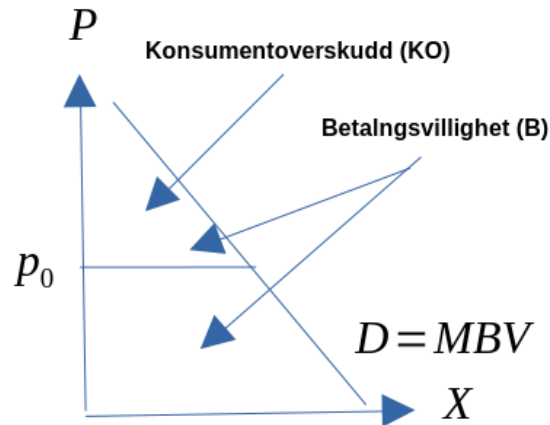 P
Konsumentoverskudd (KO)
Betalngsvillighet (B)
p₀
D = MBV
X